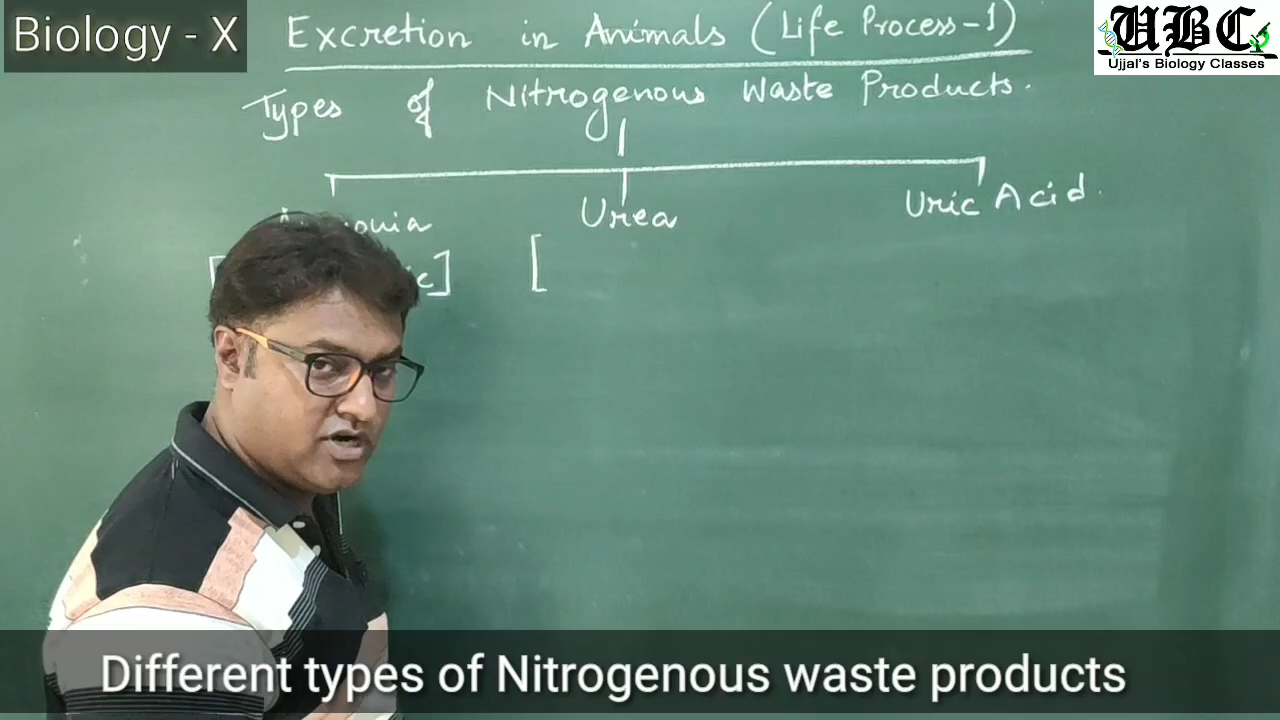 Biology - X
Excretion in Animals (Life Process-1)
UBC
Ujjal's Biology Classes
Types of Nitrogenous Waste Products.
Urea
Uric Acid.
[
]
[
Different types of Nitrogenous waste products